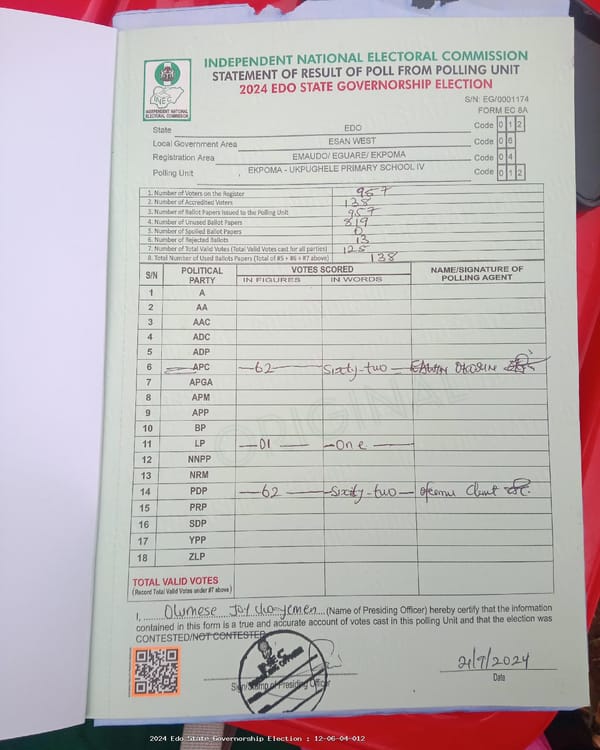 INDEPENDENT NATIONAL ELECTORAL COMMISSION
STATEMENT OF RESULT OF POLL FROM POLLING UNIT
2024 EDO STATE GOVERNORSHIP ELECTION
INEC
INDEPENDENT NATIONAL
ELECTORAL COMMISSION
S/N: EG/0001174
FORM EC 8A
State EDO Code 0 1 2
Local Government Area ESAN WEST Code 0 6
Registration Area EMAUDO/ EGUARE/ EKPOMA Code 0 4
Polling Unit EKPOMA - UKPUGHELE PRIMARY SCHOOL IV Code 0 1 2
1. Number of Voters on the Register 957
2. Number of Accredited Voters 138
3. Number of Ballot Papers Issued to the Polling Unit 957
4. Number of Unused Ballot Papers 819
5. Number of Spoiled Ballot Papers 0
6. Number of Rejected Ballots 13
7. Number of Total Valid Votes (Total Valid Votes cast for all parties) 125
8. Total Number of Used Ballots Papers (Total of #5 + #6 + #7 above) 138
S/N POLITICAL PARTY VOTES SCORED NAME/SIGNATURE OF POLLING AGENT
IN FIGURES IN WORDS
1 A
2 AA
3 AAC
4 ADC
5 ADP
6 APC 62 Sixty-two
7 APGA
8 APM
9 APP
10 BP
11 LP 01 One
12 NNPP
13 NRM
14 PDP 62 Sixty-two
15 PRP
16 SDP
17 YPP
18 ZLP
ORIGINAL
TOTAL VALID VOTES
(Record Total Valid Votes under #7 above)
I, Olumese Joy (Name of Presiding Officer) hereby certify that the information
contained in this form is a true and accurate account of votes cast in this polling Unit and that the election was
CONTESTED/NOT CONTESTED
Sign/Stamp of Presiding Officer
21/9/2024
Date
2024 Edo State Governorship Election : 12-06-04-012